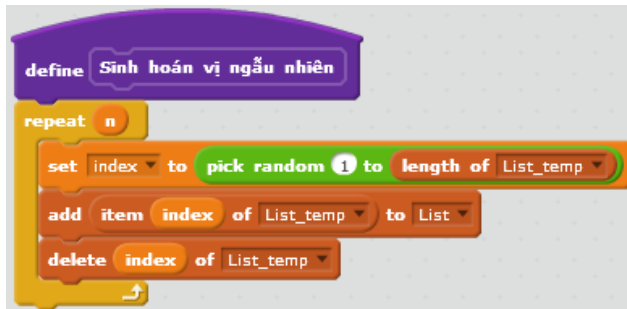 define Sinh hoán vị ngẫu nhiên
repeat n
set index to pick random 1 to length of List_temp
add item index of List_temp to List
delete index of List_temp